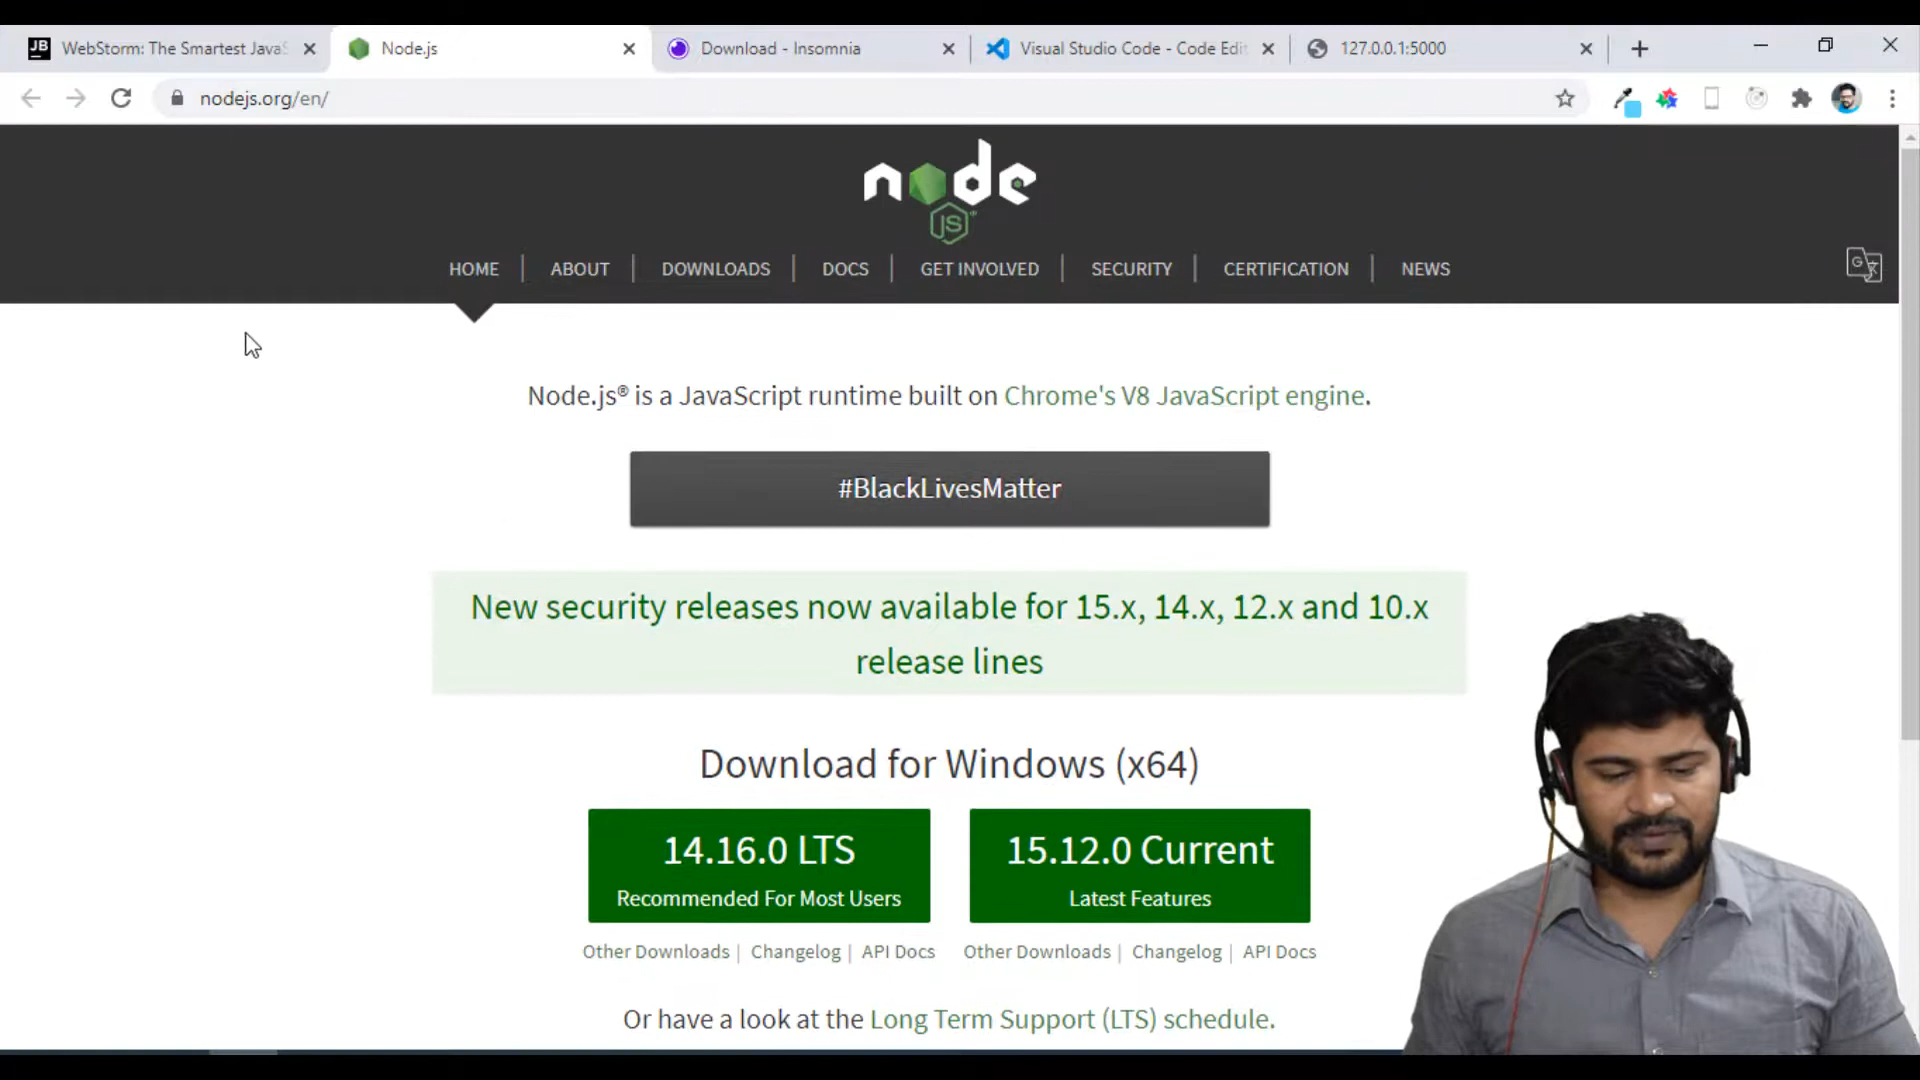 JB WebStorm: The Smartest JavaS
Node.js
Download - Insomnia
Visual Studio Code - Code Edit
127.0.0.1:5000
nodejs.org/en/
node
JS
HOME | ABOUT | DOWNLOADS | DOCS | GET INVOLVED | SECURITY | CERTIFICATION | NEWS
Node.js® is a JavaScript runtime built on Chrome's V8 JavaScript engine.
#BlackLivesMatter
New security releases now available for 15.x, 14.x, 12.x and 10.x
release lines
Download for Windows (x64)
14.16.0 LTS
Recommended For Most Users
15.12.0 Current
Latest Features
Other Downloads | Changelog | API Docs
Other Downloads | Changelog | API Docs
Or have a look at the Long Term Support (LTS) schedule.